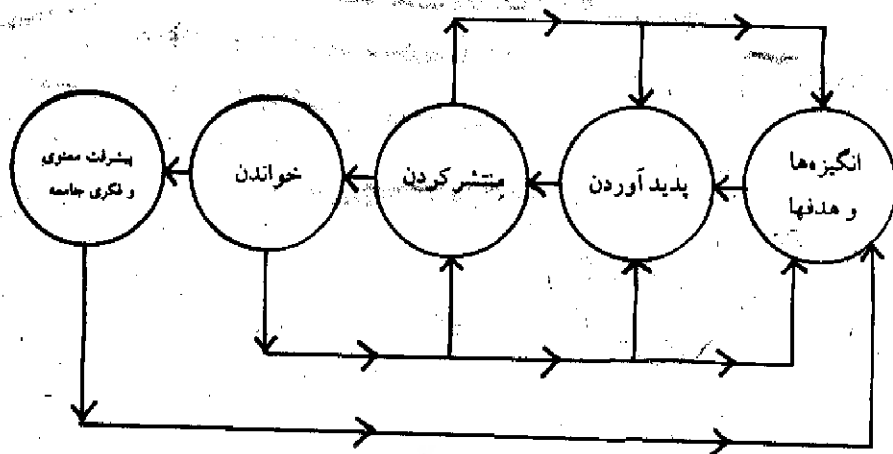 انگیزه‌ها
و هدفها
پدید آوردن
منتشر کردن
خواندن
پیشرفت معنوی
و فکری جامعه